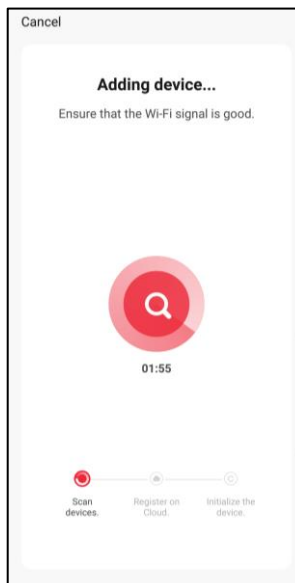 Cancel
Adding device...
Ensure that the Wi-Fi signal is good.
01:55
Scan
devices.
Register on
Cloud.
Initialize the
device.